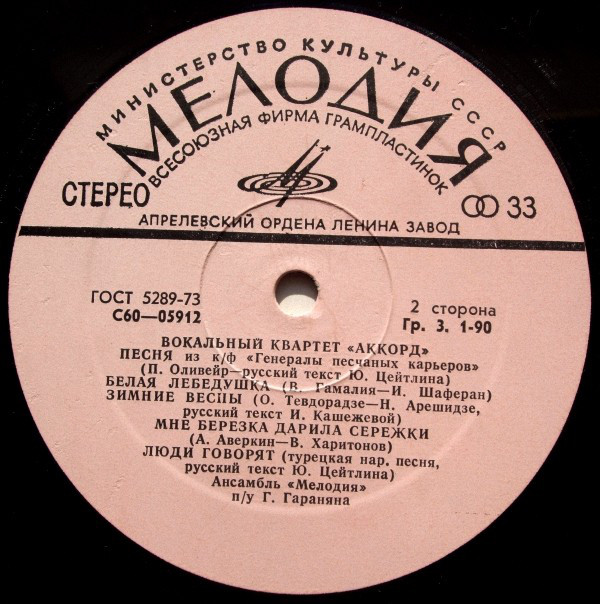 МИНИСТЕРСТВО КУЛЬТУРЫ СССР
МЕЛОДИЯ
ВСЕСОЮЗНАЯ ФИРМА ГРАМПЛАСТИНОК
СТЕРЕО
33
АПРЕЛЕВСКИЙ ОРДЕНА ЛЕНИНА ЗАВОД
ГОСТ 5289-73
С60—05912
2 сторона
Гр. 3. 1-90
ВОКАЛЬНЫЙ КВАРТЕТ «АККОРД»
ПЕСНЯ из к/ф «Генералы песчаных карьеров»
(П. Оливейр—русский текст Ю. Цейтлина)
БЕЛАЯ ЛЕБЕДУШКА (В. Гамалия—И. Шаферан)
ЗИМНИЕ ВЕСНЫ (О. Тевдорадзе—Н. Арешидзе,
русский текст И. Кашежевой)
МНЕ БЕРЕЗКА ДАРИЛА СЕРЕЖКИ
(А. Аверкин—В. Харитонов)
ЛЮДИ ГОВОРЯТ (турецкая нар. песня,
русский текст Ю. Цейтлина)
Ансамбль «Мелодия»
п/у Г. Гараняна